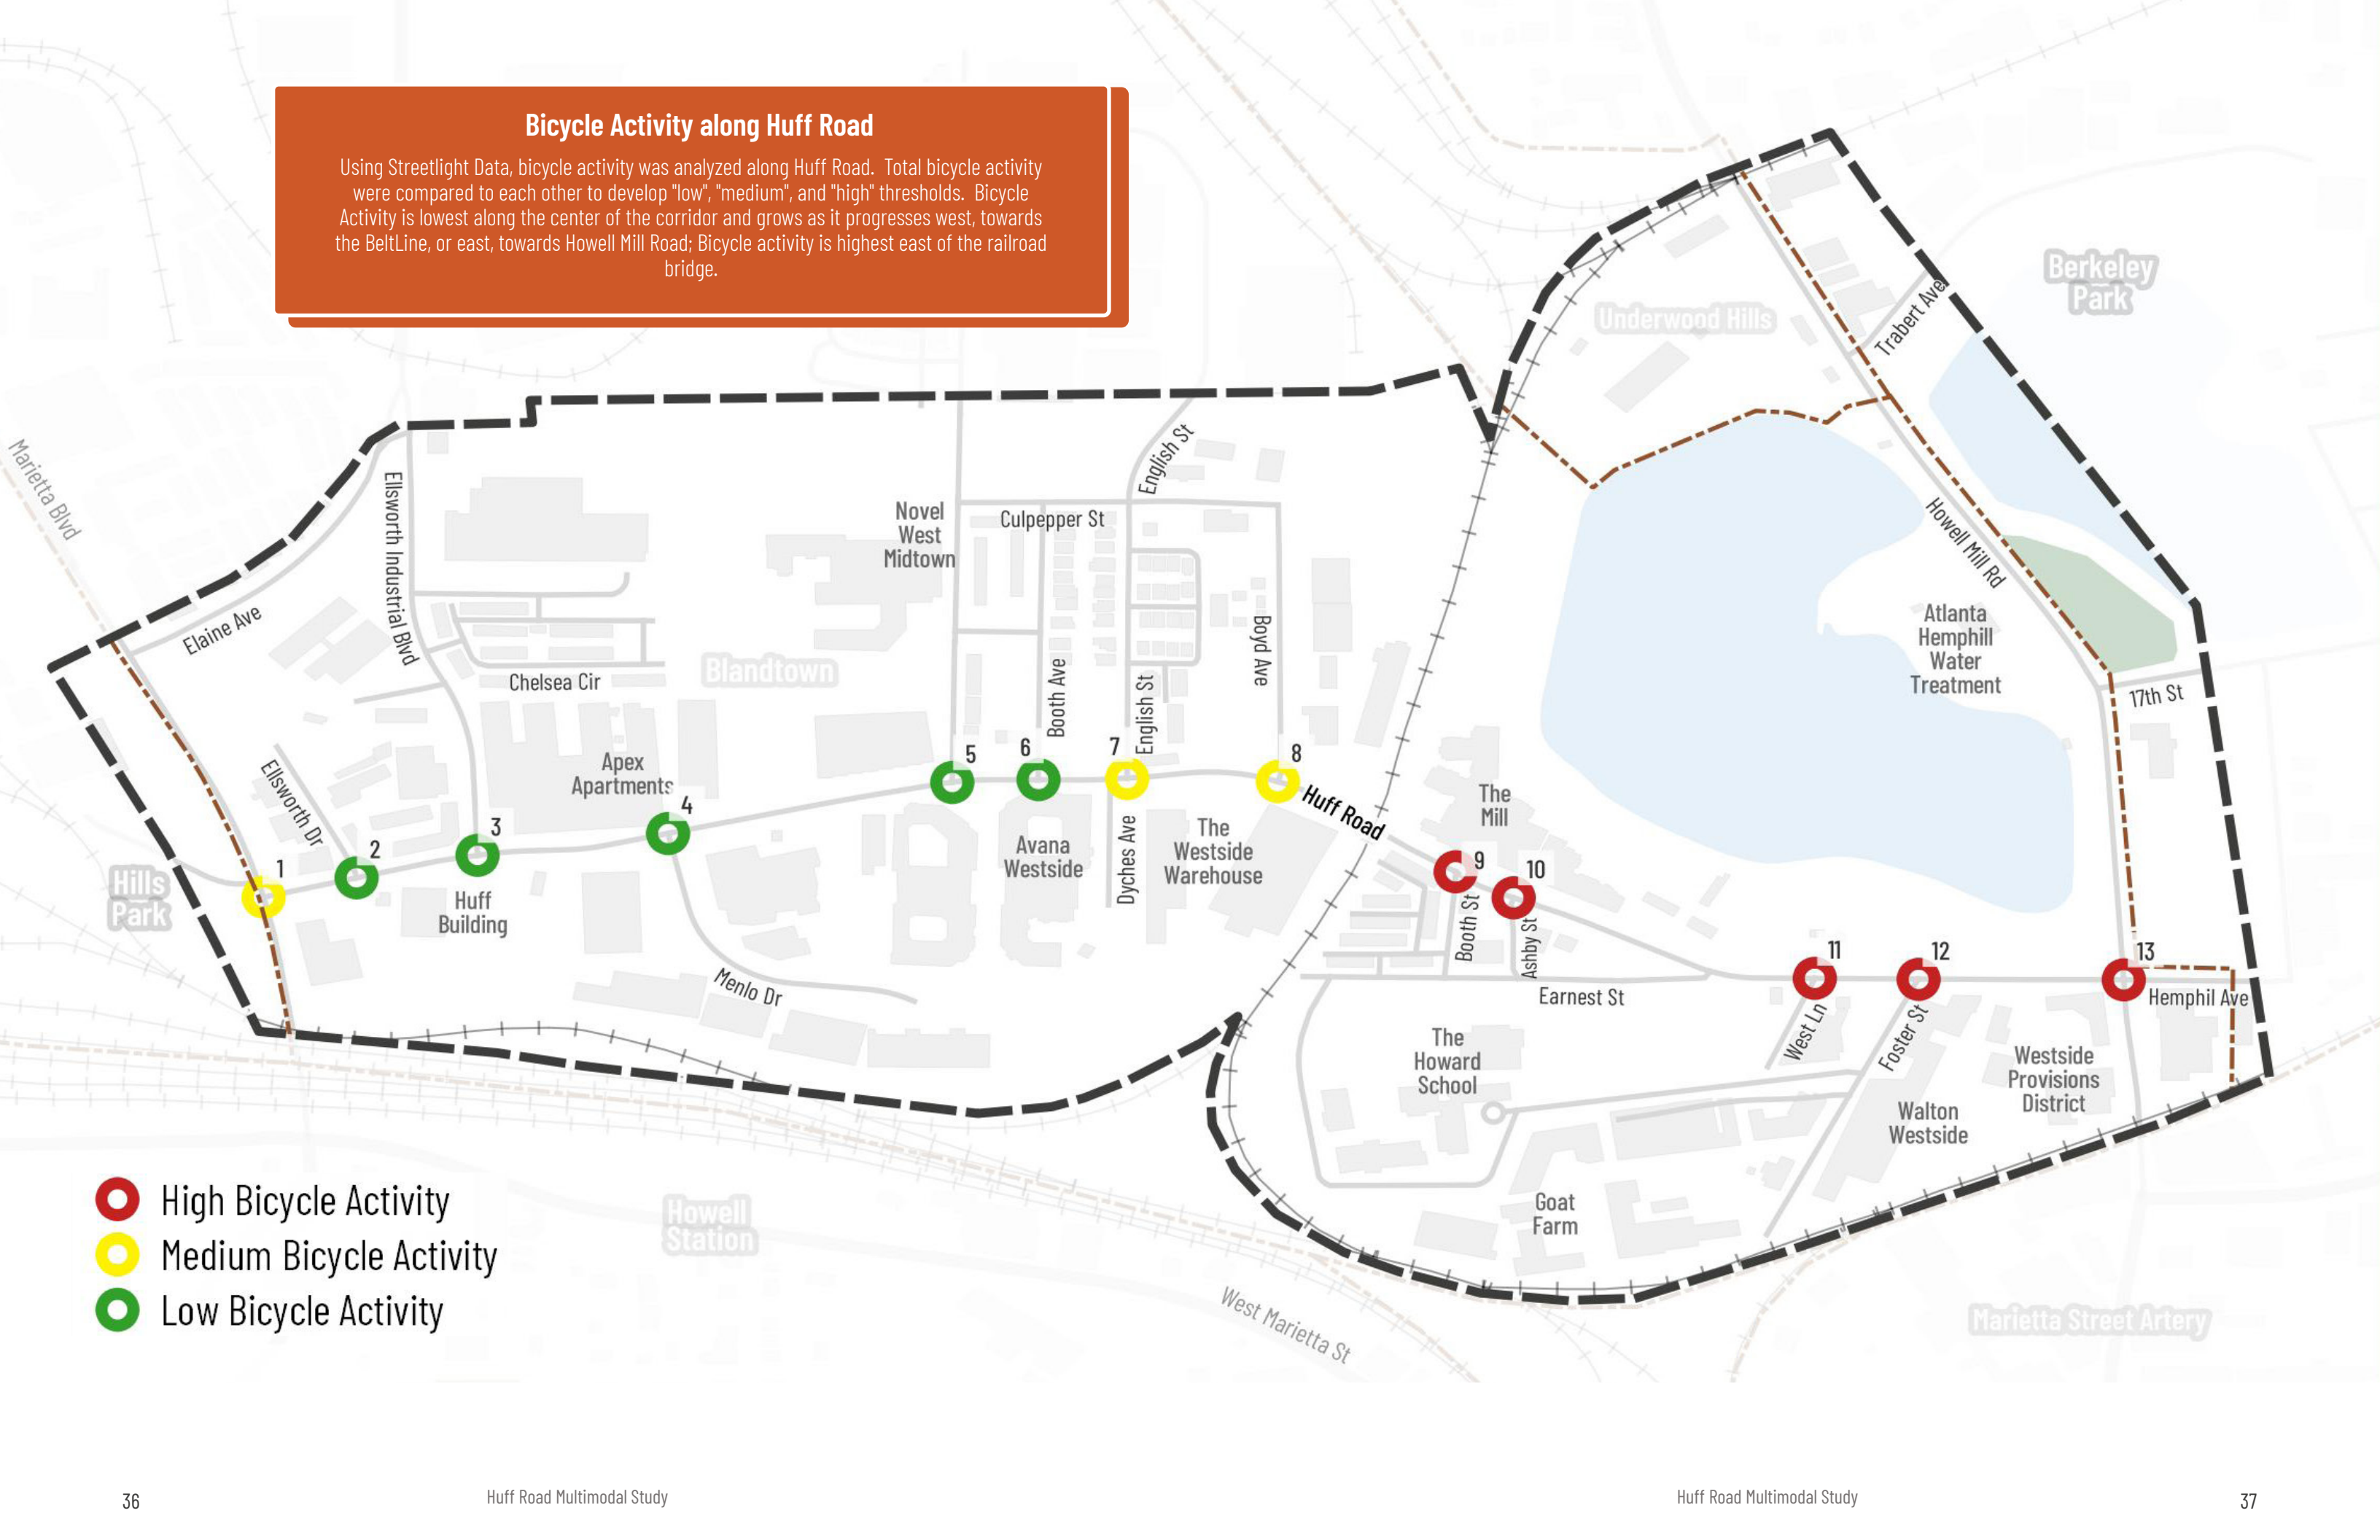 Bicycle Activity along Huff Road
Using Streetlight Data, bicycle activity was analyzed along Huff Road.  Total bicycle activity
were compared to each other to develop "low", "medium", and "high" thresholds.  Bicycle
Activity is lowest along the center of the corridor and grows as it progresses west, towards
the BeltLine, or east, towards Howell Mill Road; Bicycle activity is highest east of the railroad
bridge.
Berkeley
Park
Underwood Hills
Trabert Ave
Marietta Blvd
Ellsworth Industrial Blvd
English St
Novel
West
Midtown
Culpepper St
Howell Mill Rd
Elaine Ave
Atlanta
Hemphill
Water
Treatment
Boyd Ave
Blandtown
Chelsea Cir
Booth Ave
English St
17th St
Ellsworth Dr
Apex
Apartments
5
6
7
8
Huff Road
The
Mill
4
3
2
1
Hills
Park
Huff
Building
Avana
Westside
Dyches Ave
The
Westside
Warehouse
9
10
Booth St
Ashby St
Menlo Dr
Earnest St
11
12
13
Hemphil Ave
West Ln
Foster St
The
Howard
School
Westside
Provisions
District
Walton
Westside
Goat
Farm
Howell
Station
West Marietta St
Marietta Street Artery
High Bicycle Activity
Medium Bicycle Activity
Low Bicycle Activity
36
Huff Road Multimodal Study
Huff Road Multimodal Study
37